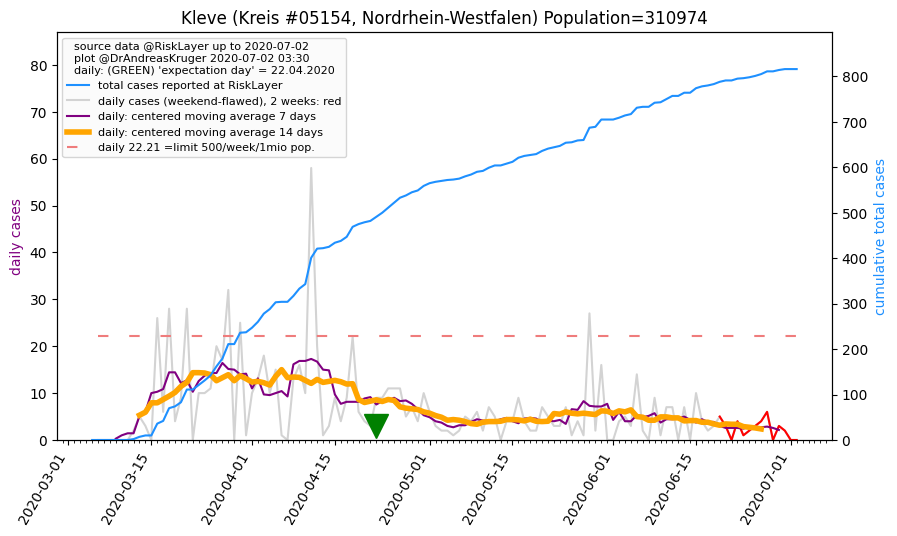 Kleve (Kreis #05154, Nordrhein-Westfalen) Population=310974
source data @RiskLayer up to 2020-07-02
plot @DrAndreasKruger 2020-07-02 03:30
daily: (GREEN) 'expectation day' = 22.04.2020
total cases reported at RiskLayer
daily cases (weekend-flawed), 2 weeks: red
daily: centered moving average 7 days
daily: centered moving average 14 days
daily 22.21 =limit 500/week/1mio pop.
daily cases
80
70
60
50
40
30
20
10
0
800
700
600
500
400
300
200
100
0
cumulative total cases
2020-03-01
2020-03-15
2020-04-01
2020-04-15
2020-05-01
2020-05-15
2020-06-01
2020-06-15
2020-07-01